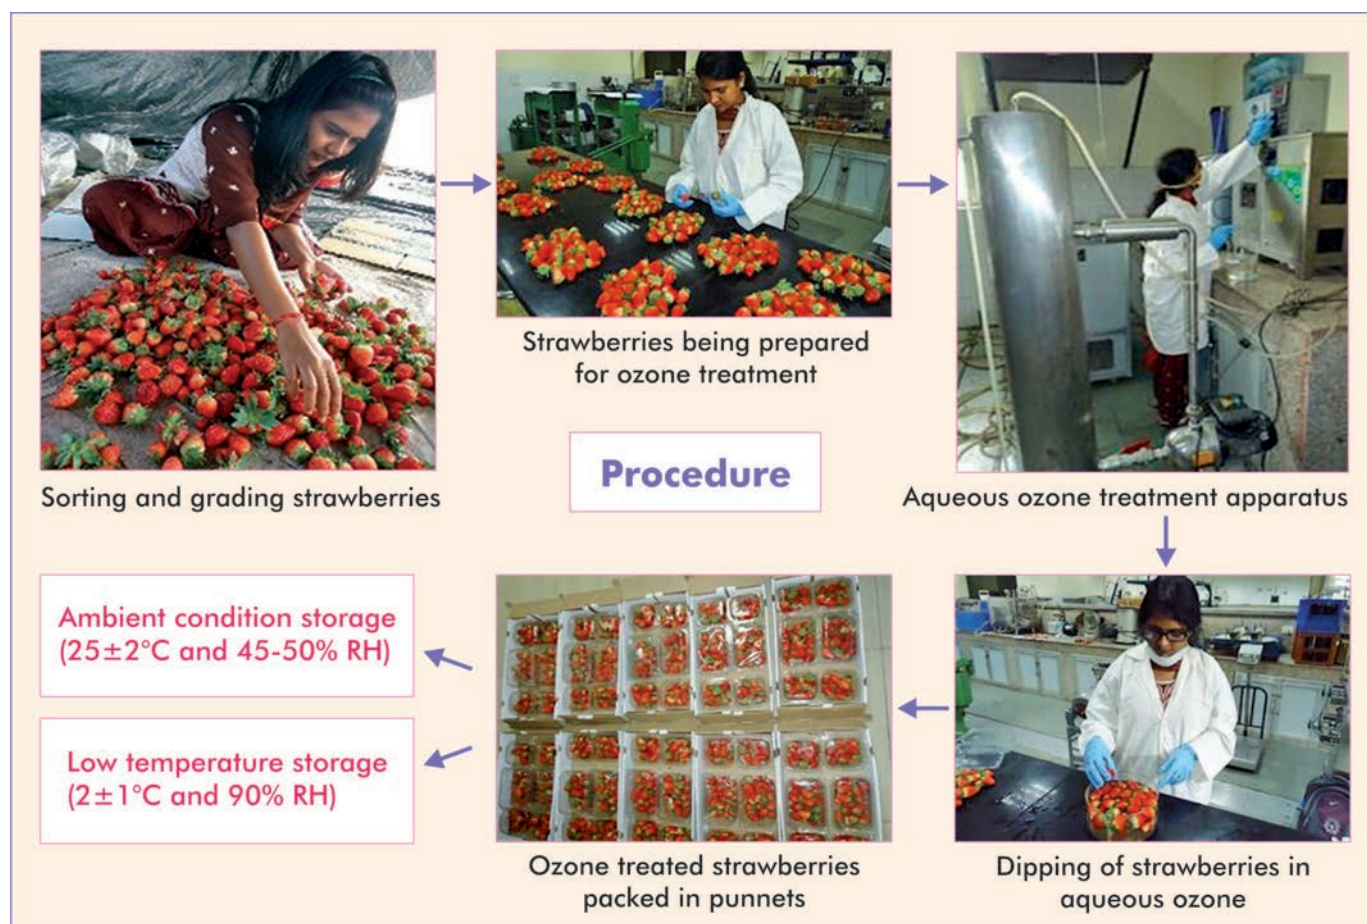 Sorting and grading strawberries
Strawberries being prepared
for ozone treatment
Aqueous ozone treatment apparatus
Procedure
Dipping of strawberries in
aqueous ozone
Ozone treated strawberries
packed in punnets
Ambient condition storage
(25±2°C and 45-50% RH)
Low temperature storage
(2±1°C and 90% RH)